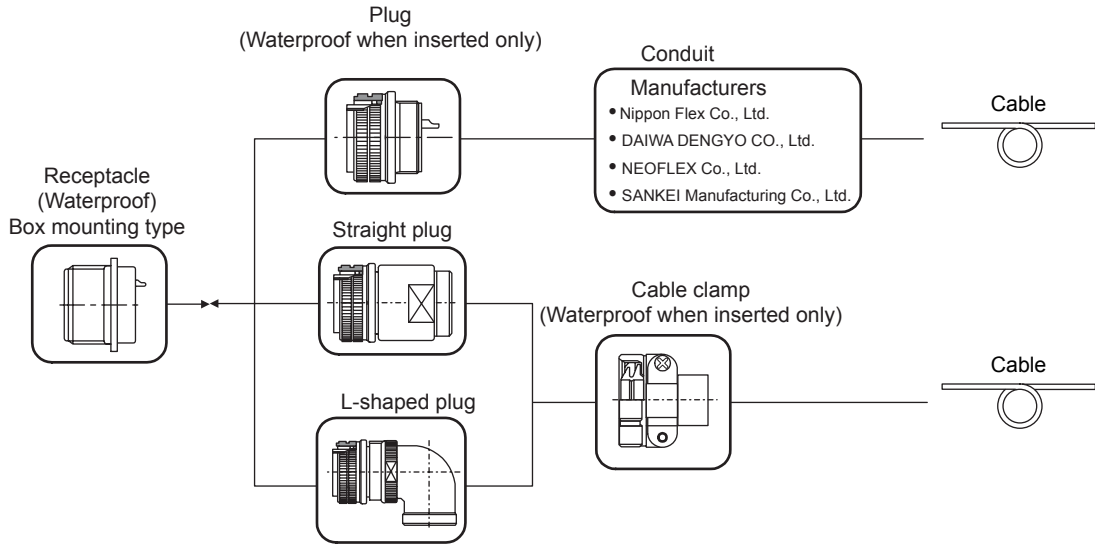 Plug
(Waterproof when inserted only)
Conduit
Manufacturers
• Nippon Flex Co., Ltd.
• DAIWA DENGYO CO., Ltd.
• NEOFLEX Co., Ltd.
• SANKEI Manufacturing Co., Ltd.
Cable
Receptacle
(Waterproof)
Box mounting type
Straight plug
Cable clamp
(Waterproof when inserted only)
Cable
L-shaped plug